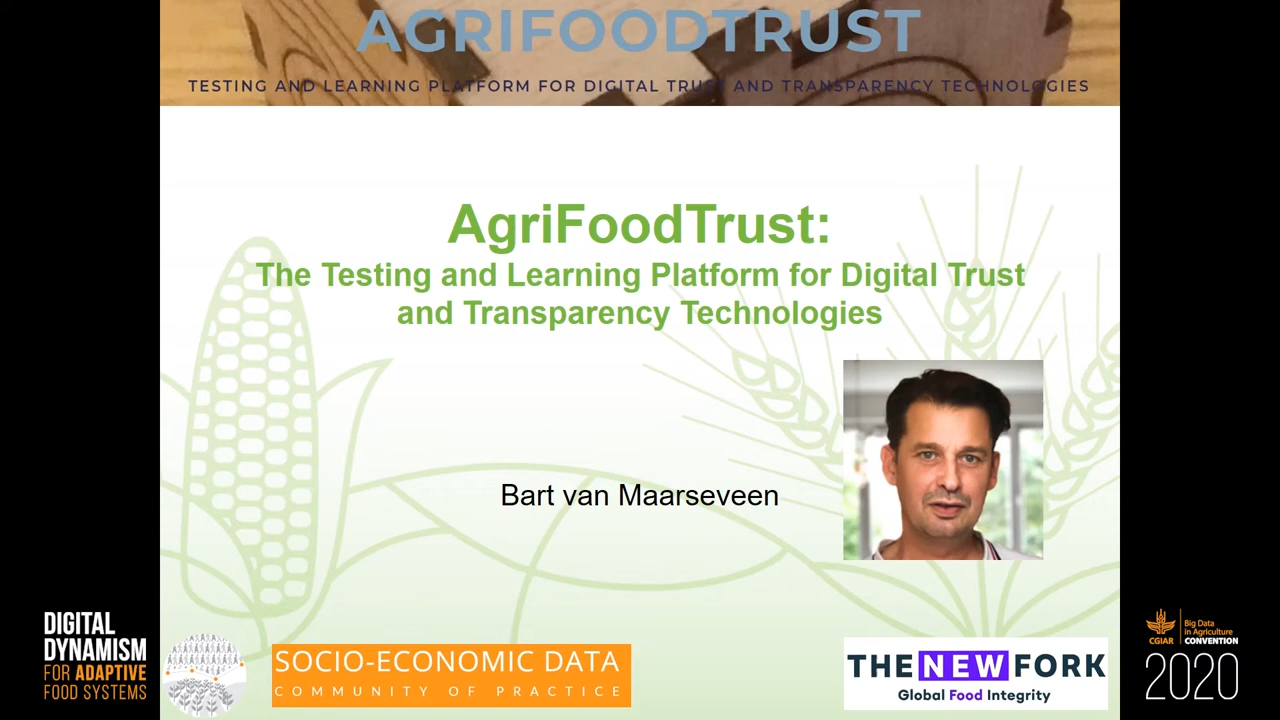 AGRIFOODTRUST
TESTING AND LEARNING PLATFORM FOR DIGITAL TRUST AND TRANSPARENCY TECHNOLOGIES
AgriFoodTrust:
The Testing and Learning Platform for Digital Trust
and Transparency Technologies
Bart van Maarseveen
DIGITAL
DYNAMISM
FOR ADAPTIVE
FOOD SYSTEMS
SOCIO-ECONOMIC DATA
COMMUNITY OF PRACTICE
THE NEW FORK
Global Food Integrity
CGIAR
Big Data
in Agriculture
CONVENTION
2020